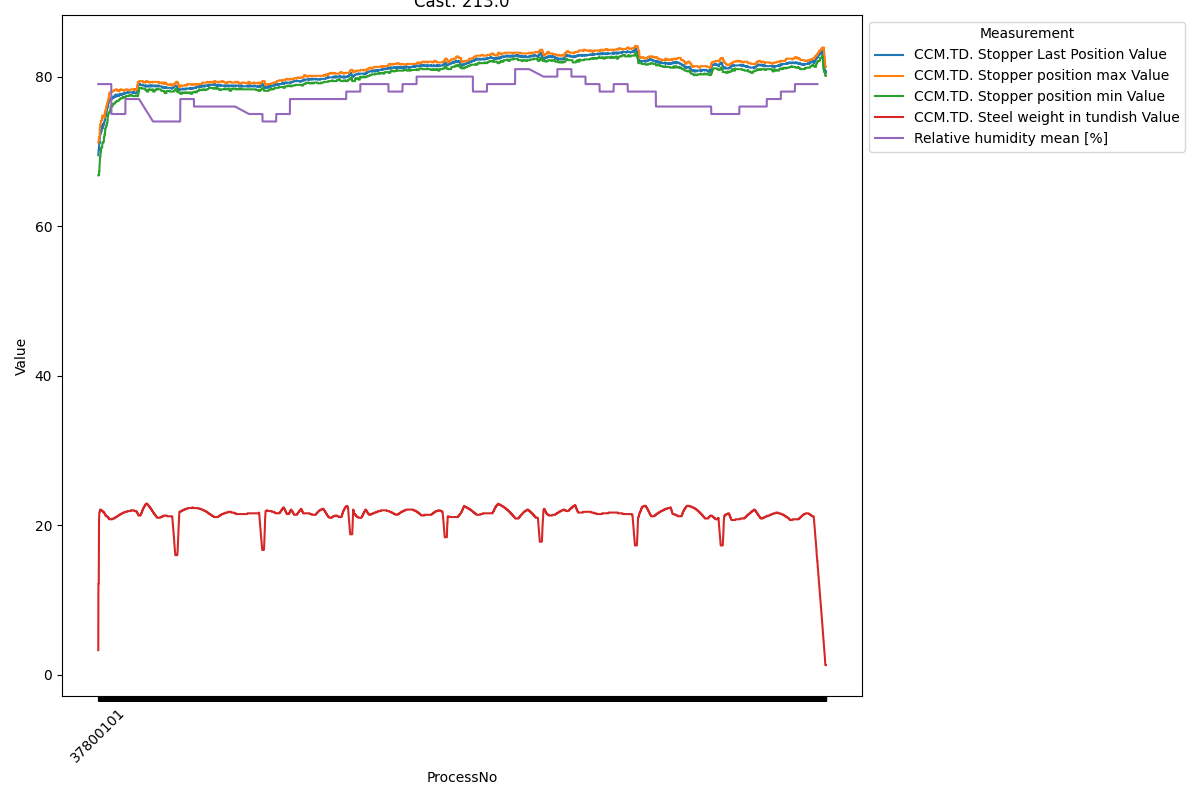 Cast: 213.0
Measurement
CCM.TD. Stopper Last Position Value
CCM.TD. Stopper position max Value
CCM.TD. Stopper position min Value
CCM.TD. Steel weight in tundish Value
Relative humidity mean [%]
80
60
40
20
0
Value
37800101
ProcessNo